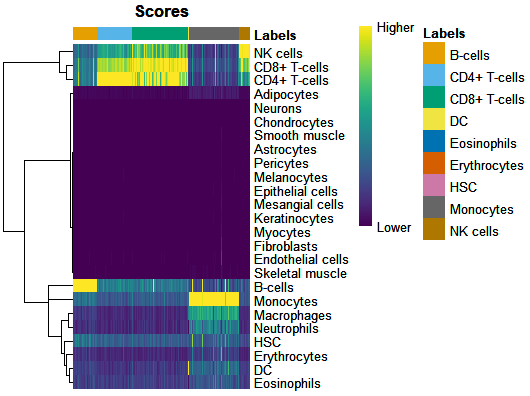 Scores
Labels
NK cells
CD8+ T-cells
CD4+ T-cells
Adipocytes
Neurons
Chondrocytes
Smooth muscle
Astrocytes
Pericytes
Melanocytes
Epithelial cells
Mesangial cells
Keratinocytes
Myocytes
Fibroblasts
Endothelial cells
Skeletal muscle
B-cells
Monocytes
Macrophages
Neutrophils
HSC
Erythrocytes
DC
Eosinophils
Higher
Lower
Labels
B-cells
CD4+ T-cells
CD8+ T-cells
DC
Eosinophils
Erythrocytes
HSC
Monocytes
NK cells